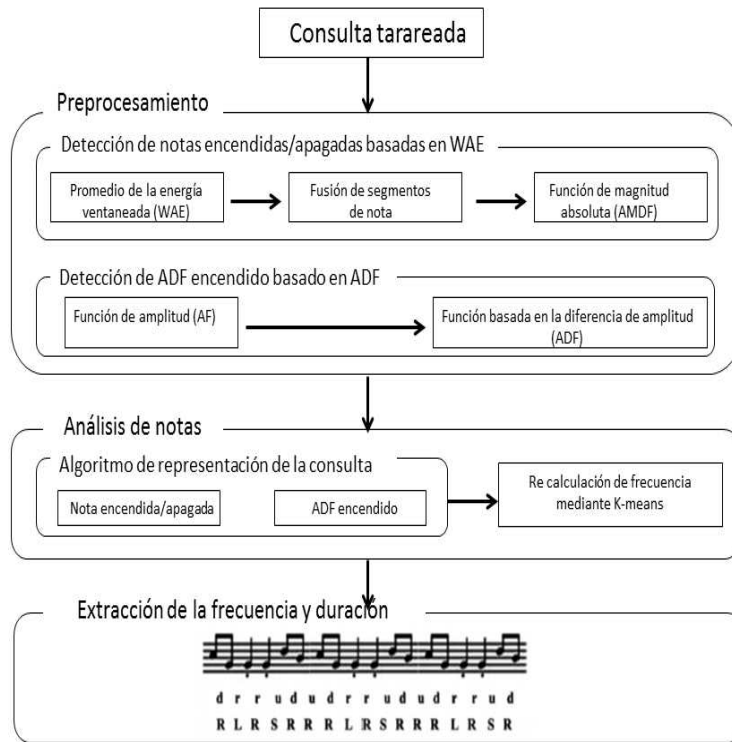 Consulta tarareada
Preprocesamiento
Detección de notas encendidas/apagadas basadas en WAE
Promedio de la energía
ventaneada (WAE)
Fusión de segmentos
de nota
Función de magnitud
absoluta (AMDF)
Detección de ADF encendido basado en ADF
Función de amplitud (AF)
Función basada en la diferencia de amplitud
(ADF)
Análisis de notas
Algoritmo de representación de la consulta
Nota encendida/apagada
ADF encendido
Re calculación de frecuencia
mediante K-means
Extracción de la frecuencia y duración
d r r u d u d r r u d u d r r u d
R L R S R R R L R S R R R L R S R